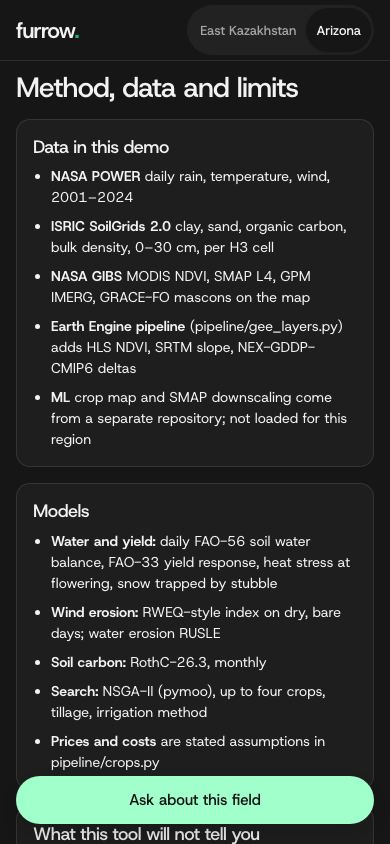 furrow.
East Kazakhstan
Arizona
Method, data and limits
Data in this demo
• NASA POWER daily rain, temperature, wind,
2001–2024
• ISRIC SoilGrids 2.0 clay, sand, organic carbon,
bulk density, 0–30 cm, per H3 cell
• NASA GIBS MODIS NDVI, SMAP L4, GPM
IMERG, GRACE-FO mascons on the map
• Earth Engine pipeline (pipeline/gee_layers.py)
adds HLS NDVI, SRTM slope, NEX-GDDP-
CMIP6 deltas
• ML crop map and SMAP downscaling come
from a separate repository; not loaded for this
region
Models
• Water and yield: daily FAO-56 soil water
balance, FAO-33 yield response, heat stress at
flowering, snow trapped by stubble
• Wind erosion: RWEQ-style index on dry, bare
days; water erosion RUSLE
• Soil carbon: RothC-26.3, monthly
• Search: NSGA-II (pymoo), up to four crops,
tillage, irrigation method
• Prices and costs are stated assumptions in
pipeline/crops.py
Ask about this field
What this tool will not tell you